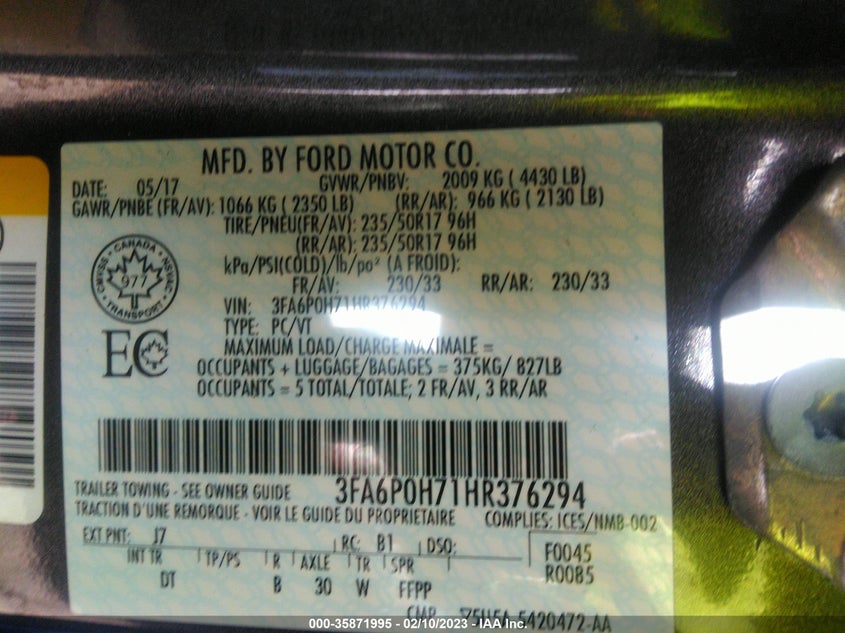 MFD. BY FORD MOTOR CO.
DATE: 05/17 GVWR/PNBV: 2009 KG ( 4430 LB)
GAWR/PNBE (FR/AV): 1066 KG ( 2350 LB) (RR/AR): 966 KG ( 2130 LB)
TIRE/PNEU(FR/AV): 235/50R17 96H
(RR/AR): 235/50R17 96H
kPa/PSI(COLD)/lb/po² (A FROID):
FR/AV: 230/33 RR/AR: 230/33
CANADA
977
TRANSPORT
VIN: 3FA6P0H71HR376294
TYPE: PC/VT
EC
MAXIMUM LOAD/CHARGE MAXIMALE =
OCCUPANTS + LUGGAGE/BAGAGES = 375KG/ 827LB
OCCUPANTS = 5 TOTAL/TOTALE; 2 FR/AV, 3 RR/AR
TRAILER TOWING - SEE OWNER GUIDE 3FA6P0H71HR376294
TRACTION D'UNE REMORQUE - VOIR LE GUIDE DU PROPRIETAIRE COMPLIES: ICES/NMB-002
EXT PNT: J7 RC: B1 DSO: F0045
INT TR TP/PS R AXLE TR SPR R0085
DT B 30 W FFPP
5420472-AA
000-35871995 — 02/10/2023 - IAA Inc.